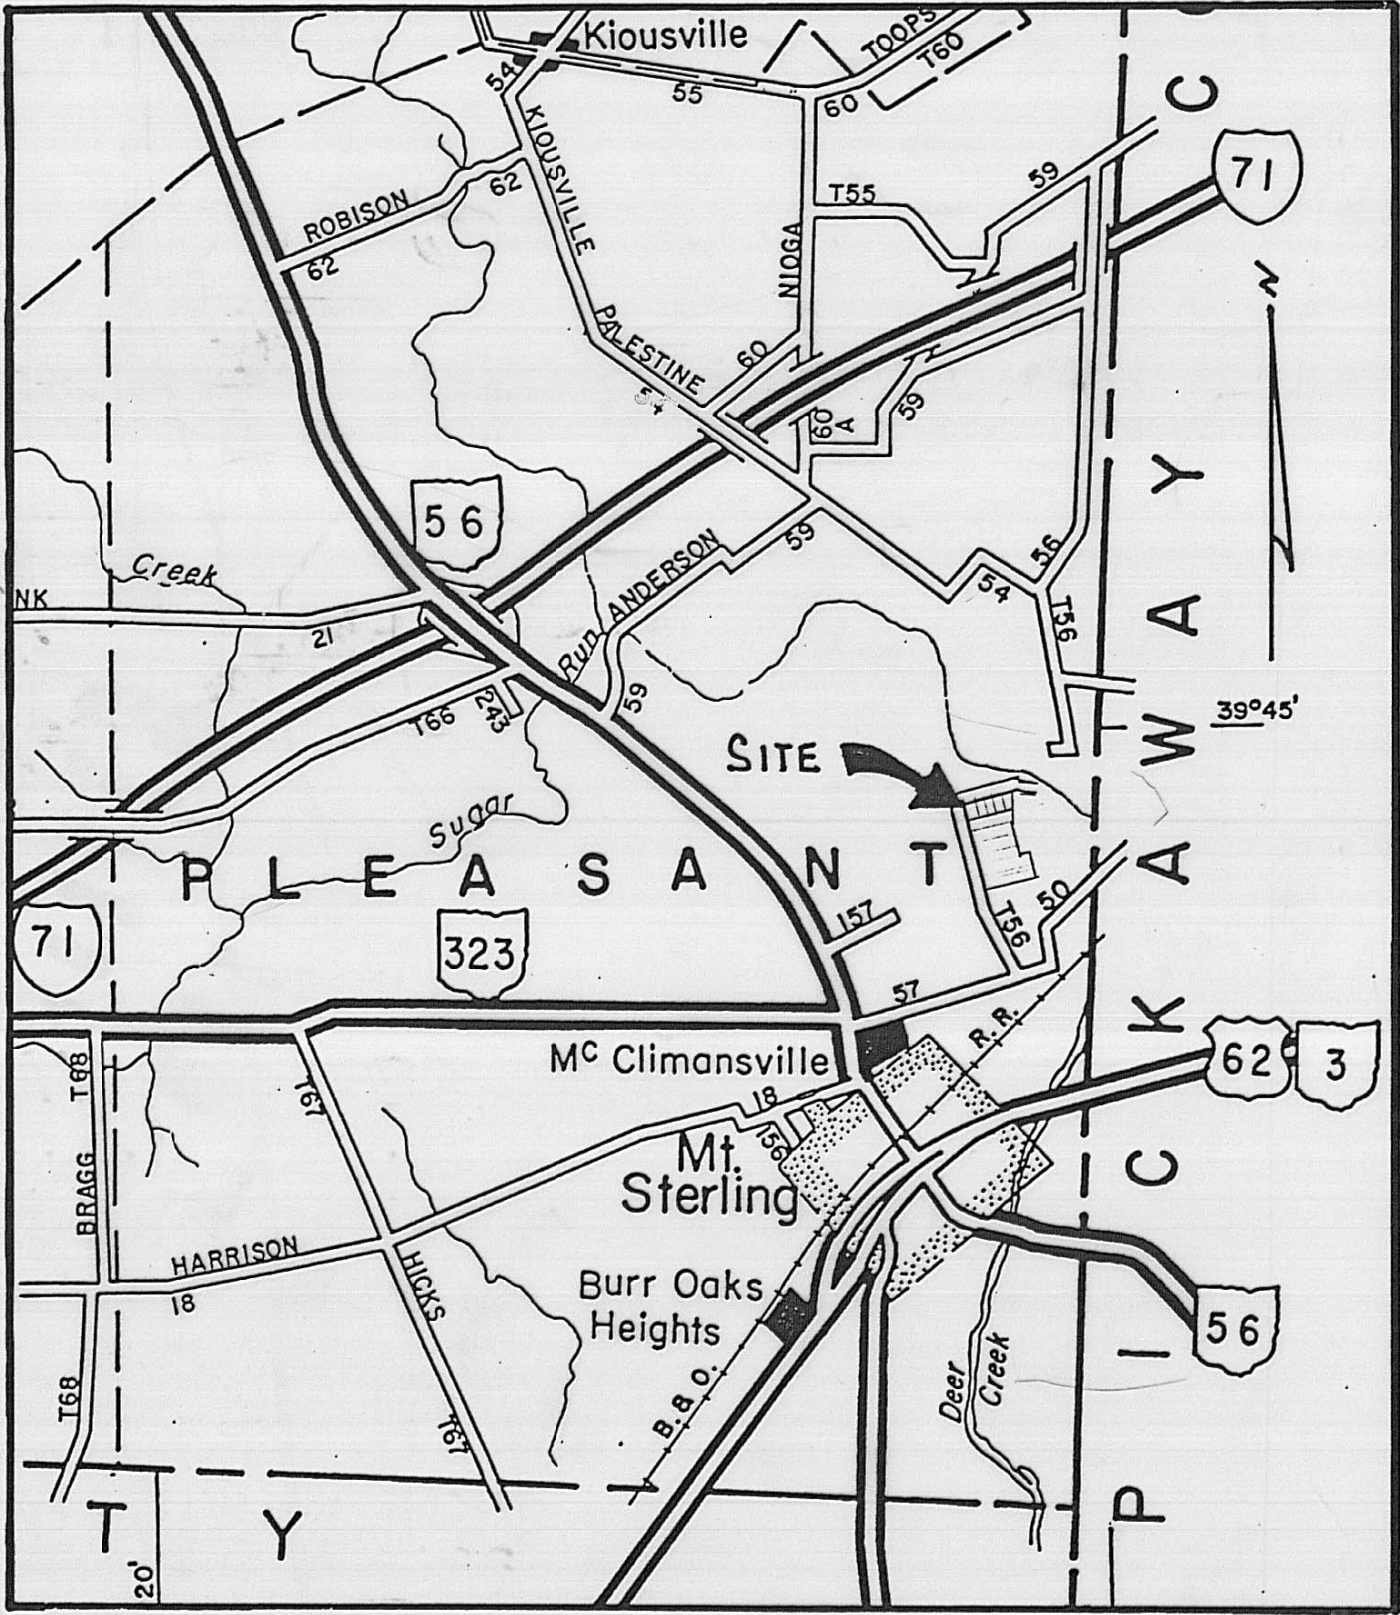 Kiousville
TOOPS
T60
54
55
60
C
KIOUSVILLE
59
71
62
ROBISON
62
T55
NIOGA
N
PALESTINE
60
54
60
A
59
Y
56
Creek
ANDERSON
59
56
NK
21
54
T56
A
Run
59
T66
243
39°45'
W
SITE
Sugar
PLEASANT
A
50
157
T56
71
323
57
K
R.R.
Mc Climansville
62
3
T68
T67
18
156
Mt.
Sterling
C
BRAGG
HARRISON
18
HICKS
Burr Oaks
Heights
56
I
T68
T67
B.&O.
Deer
Creek
P
T Y
20'